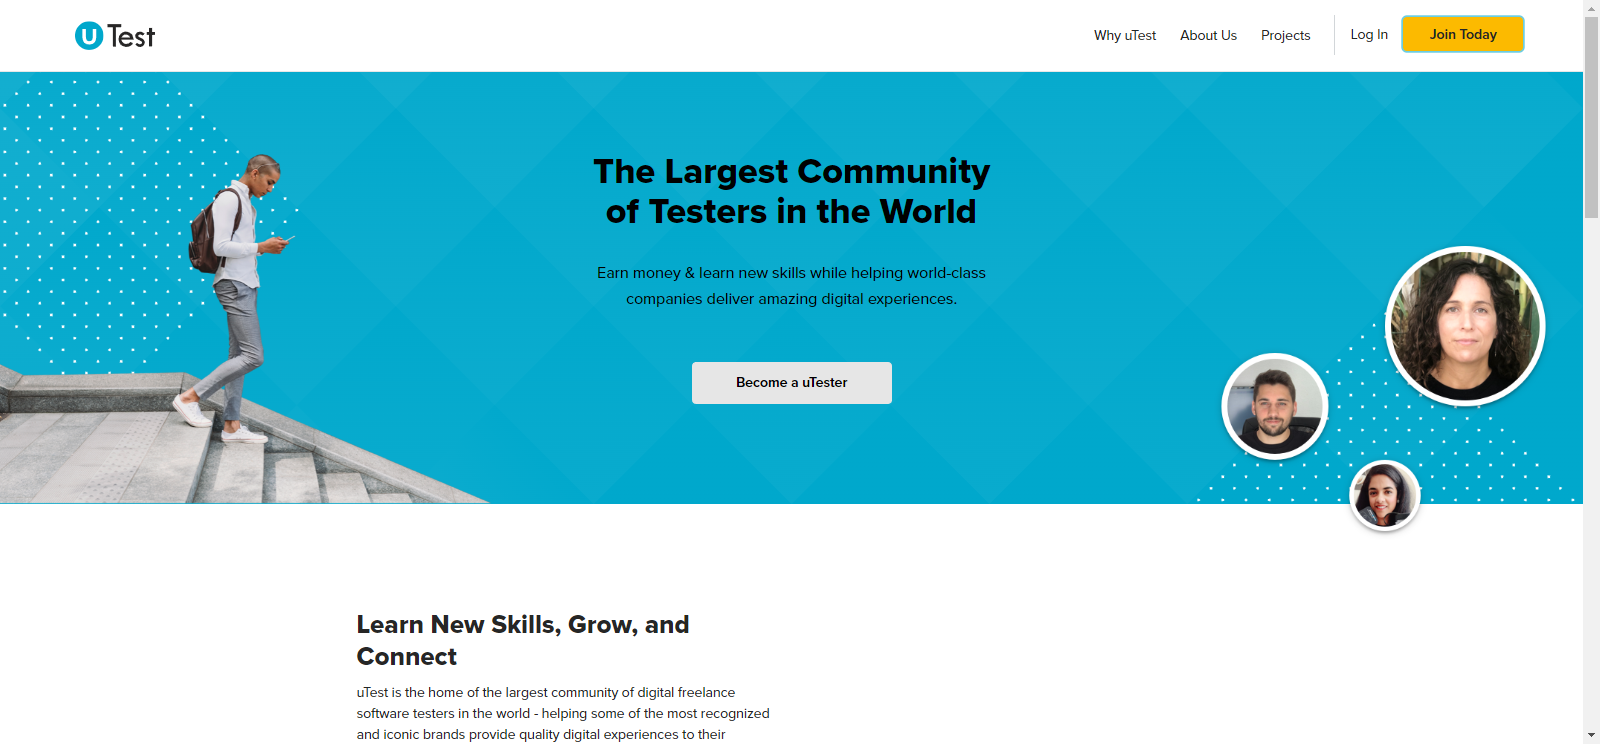 u Test
Why uTest
About Us
Projects
Log In
Join Today
The Largest Community
of Testers in the World
Earn money & learn new skills while helping world-class
companies deliver amazing digital experiences.
Become a uTester
Learn New Skills, Grow, and
Connect
uTest is the home of the largest community of digital freelance
software testers in the world - helping some of the most recognized
and iconic brands provide quality digital experiences to their